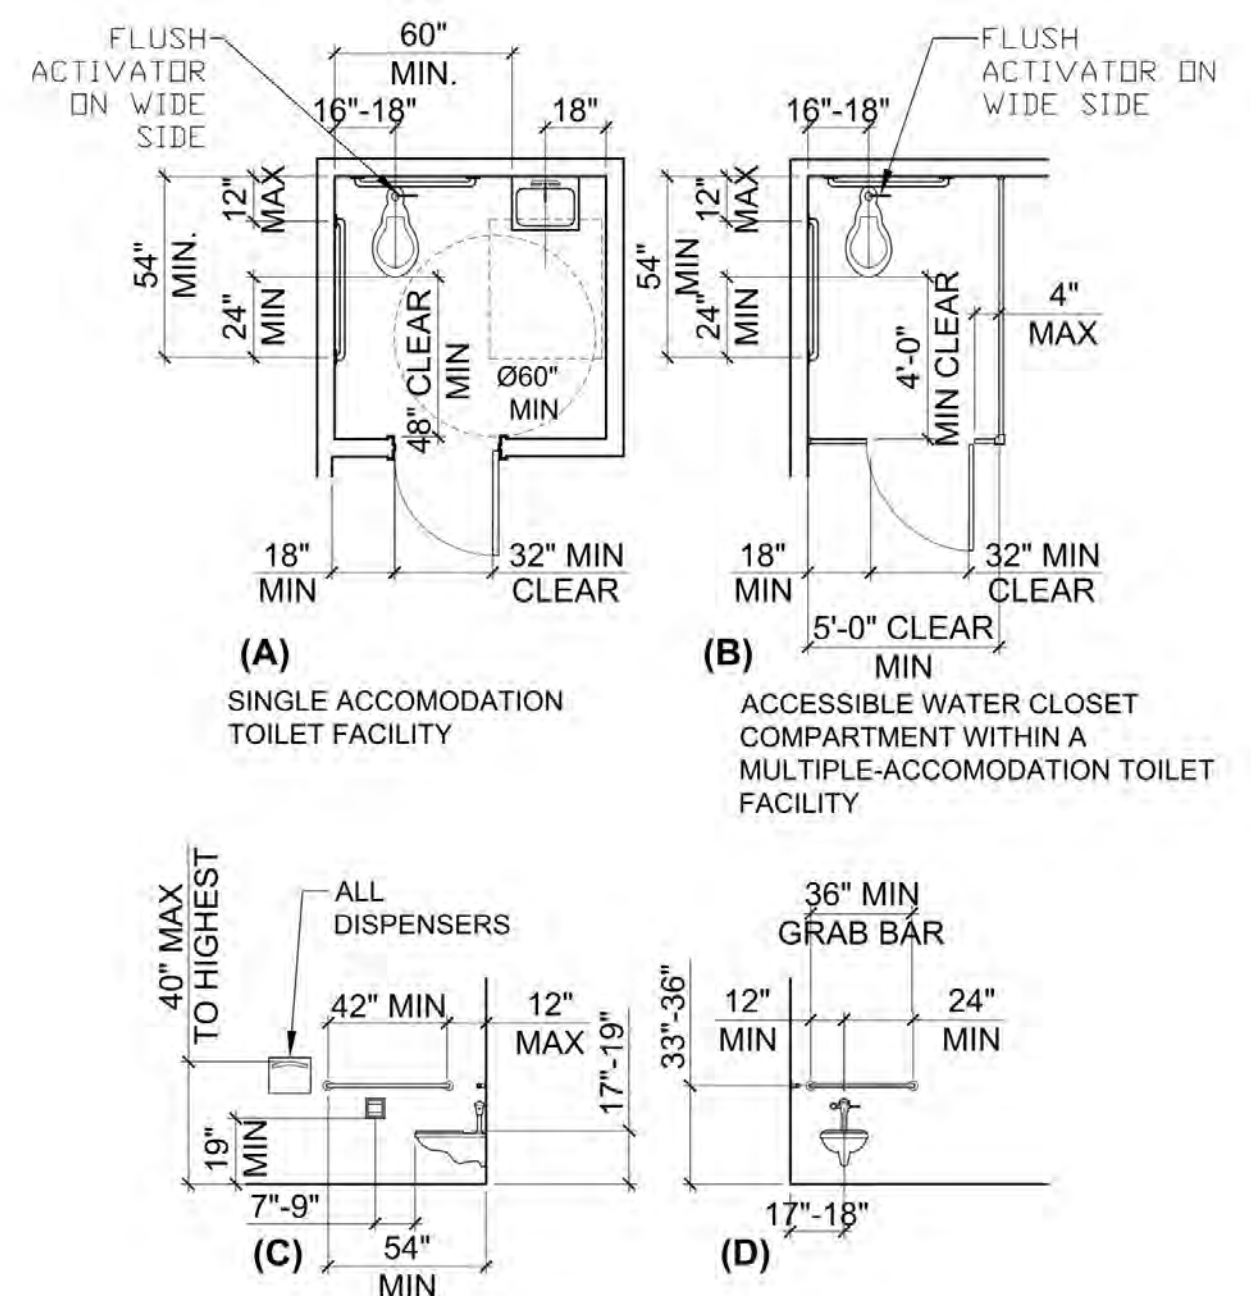 FLUSH
ACTIVATOR
ON WIDE
SIDE
60"
MIN.
16"-18"
18"
12"
MAX
54"
MIN.
24"
MIN
48" CLEAR
MIN
Ø60"
MIN
18"
MIN
32" MIN
CLEAR
(A)
SINGLE ACCOMODATION
TOILET FACILITY
FLUSH
ACTIVATOR ON
WIDE SIDE
16"-18"
12"
MAX
54"
MIN
24"
MIN
4'-0"
MIN CLEAR
4"
MAX
18"
MIN
32" MIN
CLEAR
5'-0" CLEAR
MIN
(B)
ACCESSIBLE WATER CLOSET
COMPARTMENT WITHIN A
MULTIPLE-ACCOMODATION TOILET
FACILITY
40" MAX
TO HIGHEST
ALL
DISPENSERS
42" MIN
12"
MAX
17"-19"
19"
MIN
7"-9"
54"
MIN
(C)
36" MIN
GRAB BAR
33"-36"
12"
MIN
24"
MIN
17"-18"
(D)